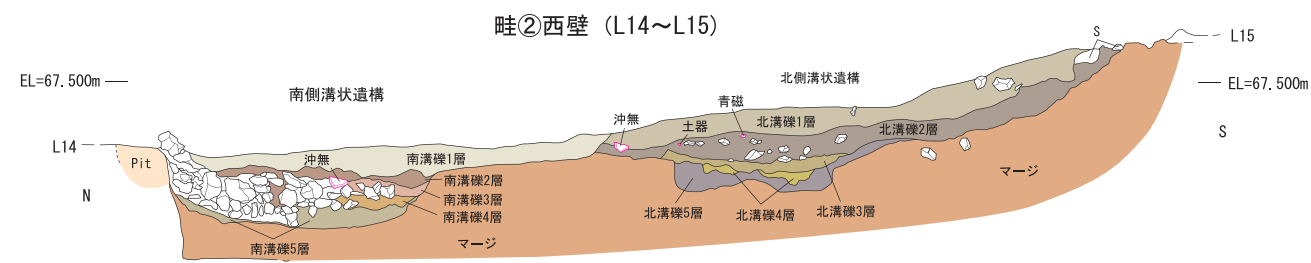 畦②西壁 (L14～L15)
S
L15
EL=67.500m
EL=67.500m
北側溝状遺構
南側溝状遺構
青磁
沖無
土器
北溝礫1層
北溝礫2層
S
L14
Pit
沖無
南溝礫1層
南溝礫2層
南溝礫3層
南溝礫4層
マージ
N
北溝礫5層
北溝礫4層
北溝礫3層
南溝礫5層
マージ